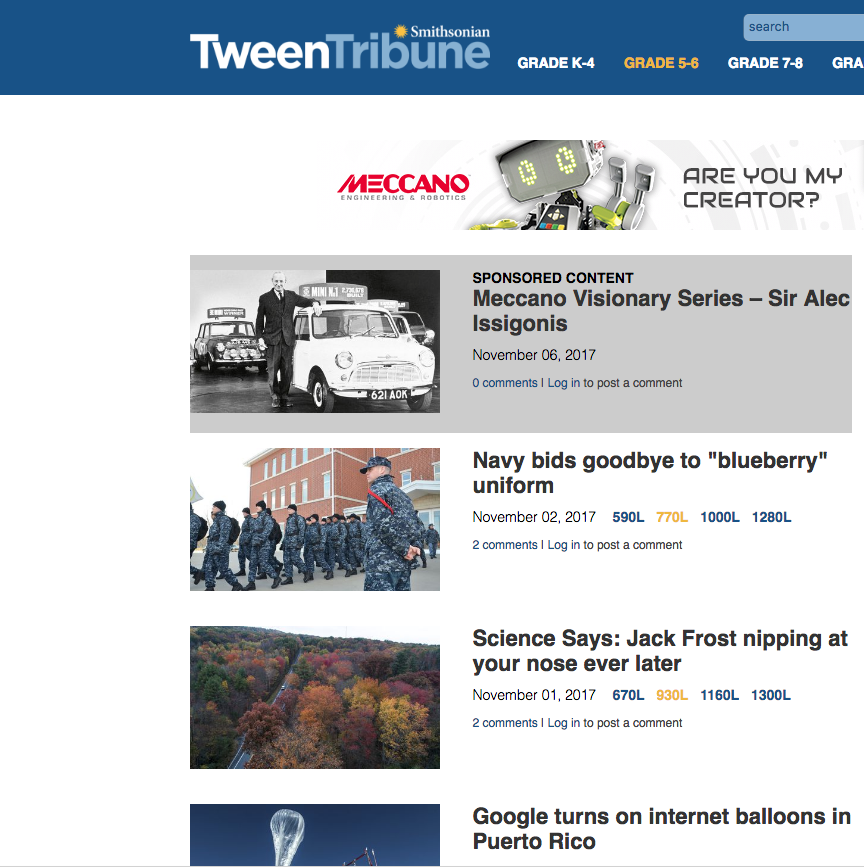 Smithsonian
TweenTribune
search
GRADE K-4
GRADE 5-6
GRADE 7-8
GRA
MECCANO
ENGINEERING & ROBOTICS
ARE YOU MY
CREATOR?
SPONSORED CONTENT
Meccano Visionary Series – Sir Alec
Issigonis
November 06, 2017
0 comments | Log in to post a comment
MINI No.1
621 AOK
Navy bids goodbye to "blueberry"
uniform
November 02, 2017 590L 770L 1000L 1280L
2 comments | Log in to post a comment
Science Says: Jack Frost nipping at
your nose ever later
November 01, 2017 670L 930L 1160L 1300L
2 comments | Log in to post a comment
Google turns on internet balloons in
Puerto Rico